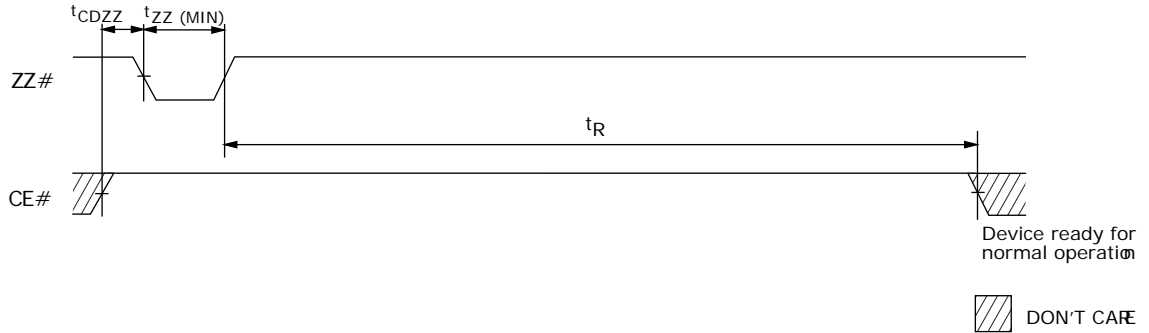 tCDZZ tZZ (MIN)
ZZ#
tR
CE#
Device ready for
normal operation
DON'T CARE